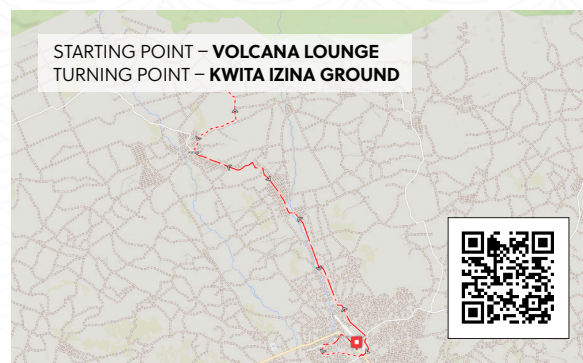 STARTING POINT – VOLCANA LOUNGE
TURNING POINT – KWITA IZINA GROUND